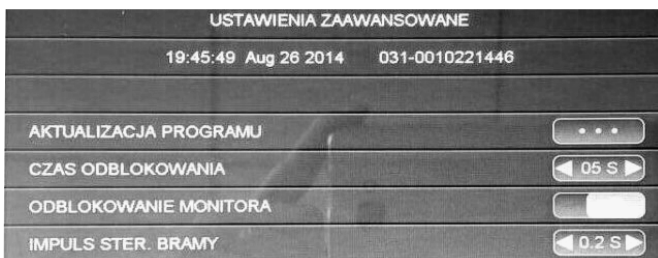 USTAWIENIA ZAAWANSOWANE
19:45:49 Aug 26 2014 031-0010221446
AKTUALIZACJA PROGRAMU
CZAS ODBLOKOWANIA 05 S
ODBLOKOWANIE MONITORA
IMPULS STER. BRAMY 0.2 S